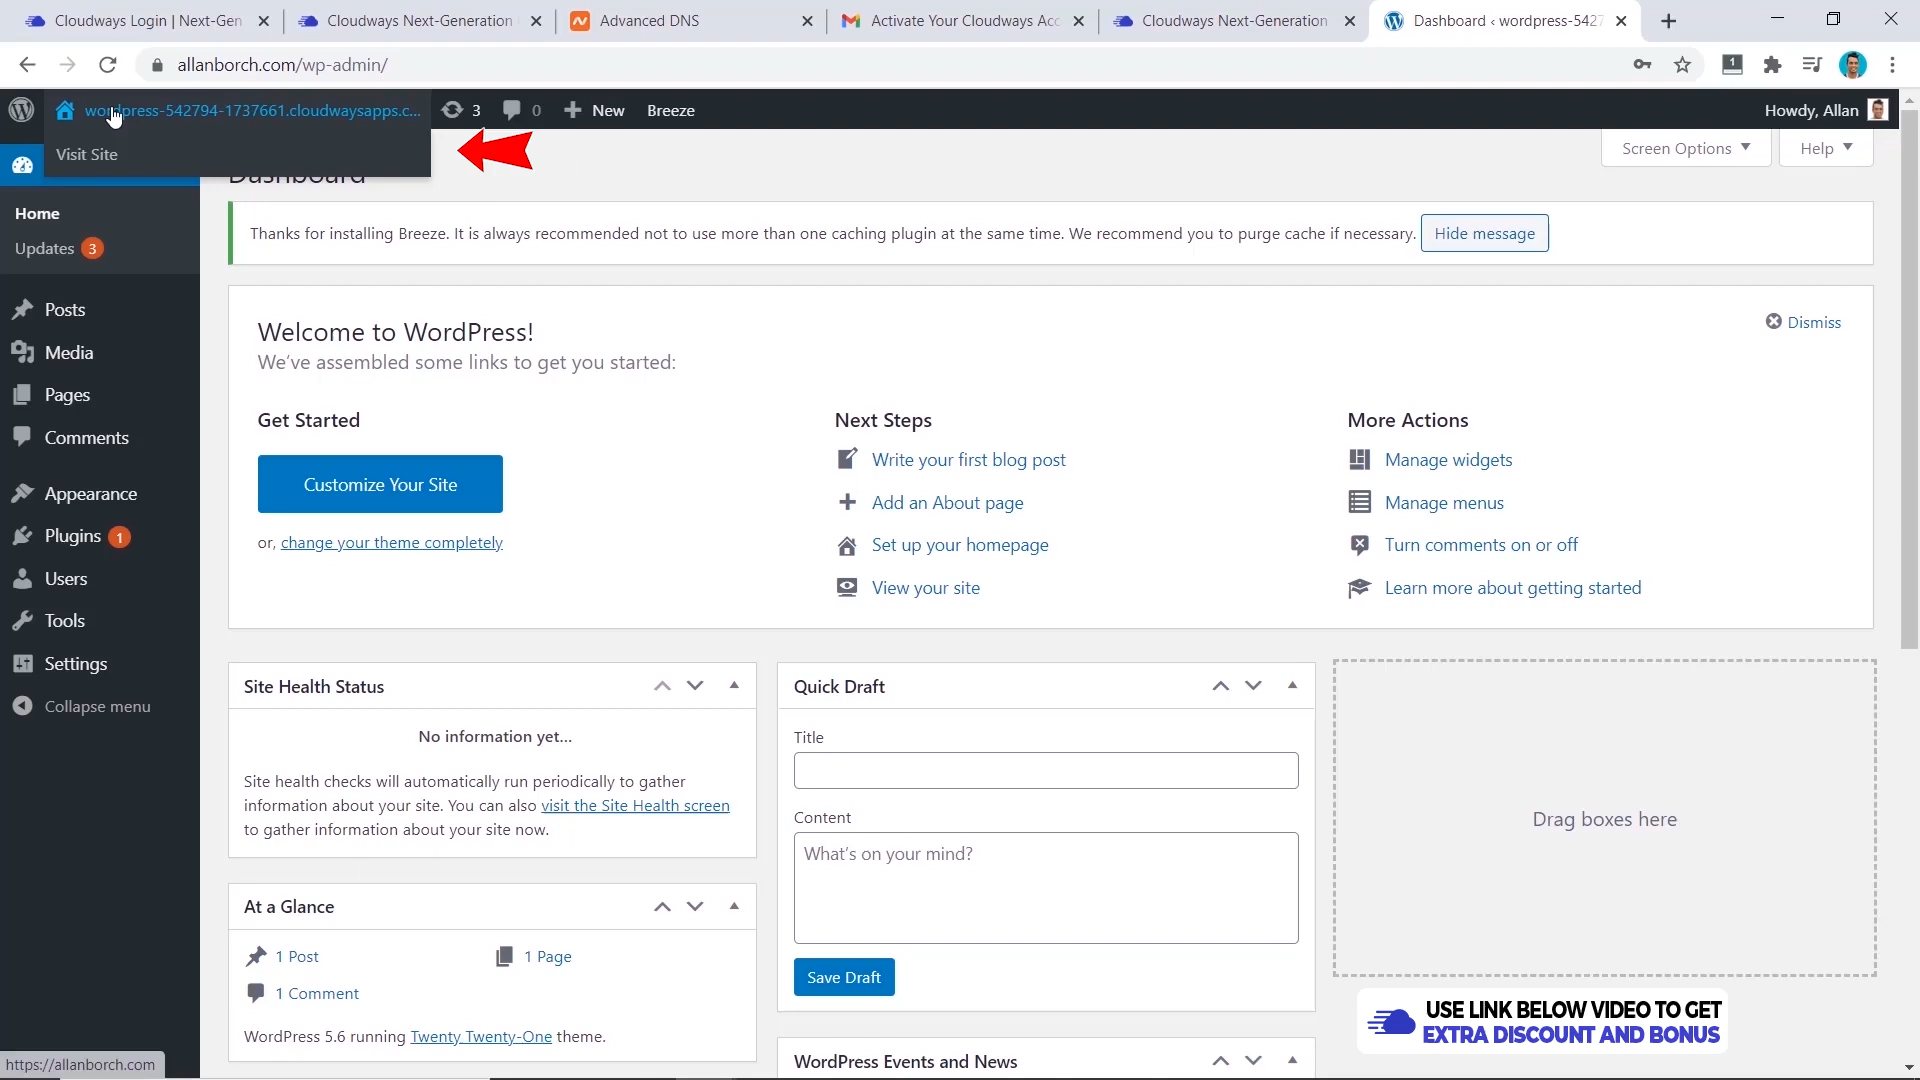 Cloudways Login | Next-Gen
Cloudways Next-Generation
Advanced DNS
Activate Your Cloudways Acc
Cloudways Next-Generation
Dashboard ‹ wordpress-5427
allanborch.com/wp-admin/
1
wordpress-542794-1737661.cloudwaysapps.c...
3
0
New
Breeze
Howdy, Allan
Visit Site
Screen Options
Help
Dashboard
Home
Updates 3
Posts
Media
Pages
Comments
Appearance
Plugins 1
Users
Tools
Settings
Collapse menu
Thanks for installing Breeze. It is always recommended not to use more than one caching plugin at the same time. We recommend you to purge cache if necessary. Hide message
Welcome to WordPress!
Dismiss
We've assembled some links to get you started:
Get Started
Customize Your Site
or, change your theme completely
Next Steps
Write your first blog post
Add an About page
Set up your homepage
View your site
More Actions
Manage widgets
Manage menus
Turn comments on or off
Learn more about getting started
Site Health Status
No information yet...
Site health checks will automatically run periodically to gather
information about your site. You can also visit the Site Health screen
to gather information about your site now.
At a Glance
1 Post
1 Page
1 Comment
WordPress 5.6 running Twenty Twenty-One theme.
Quick Draft
Title
Content
What's on your mind?
Save Draft
WordPress Events and News
Drag boxes here
USE LINK BELOW VIDEO TO GET
EXTRA DISCOUNT AND BONUS
https://allanborch.com